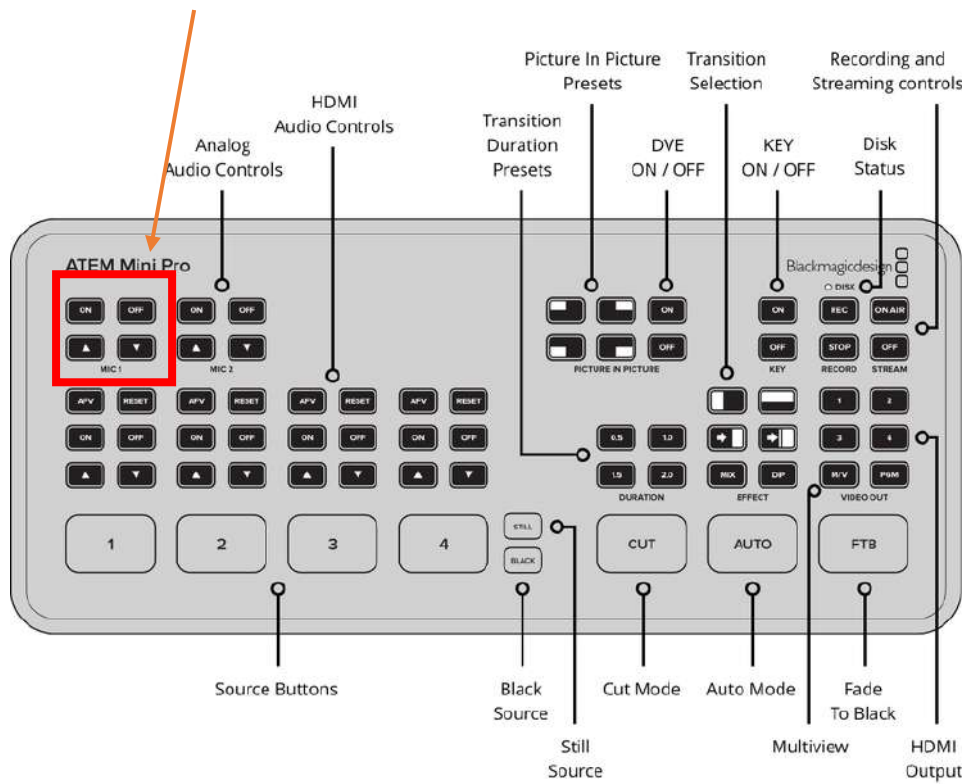 Picture In Picture
Presets
Transition
Selection
Recording and
Streaming controls
HDMI
Audio Controls
Transition
Duration
Presets
Analog
Audio Controls
DVE
ON / OFF
KEY
ON / OFF
Disk
Status
ATEM Mini Pro
Blackmagicdesign
DISK
ON OFF ON OFF
ON
ON
REC ON AIR
OFF
OFF
STOP OFF
MIC 1 MIC 2
PICTURE IN PICTURE
KEY
RECORD STREAM
AFV RESET AFV RESET AFV RESET AFV RESET
1 2
ON OFF ON OFF ON OFF ON OFF
0.5 1.0
3 4
1.5 2.0
MIX DIP
M/V PGM
DURATION
EFFECT
VIDEO OUT
1 2 3 4
STILL
BLACK
CUT
AUTO
FTB
Source Buttons
Black
Source
Cut Mode
Auto Mode
Fade
To Black
Still
Source
Multiview
HDMI
Output